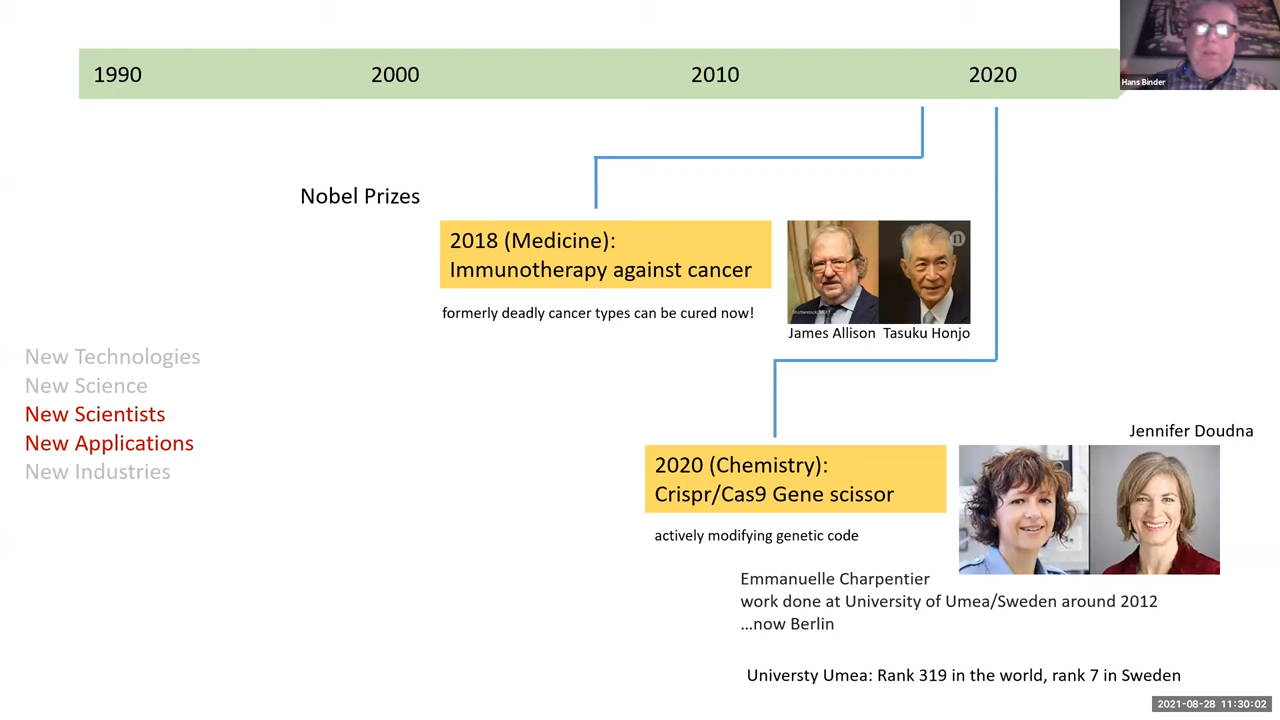 1990 2000 2010 2020
Hans Binder
Nobel Prizes
2018 (Medicine):
Immunotherapy against cancer
formerly deadly cancer types can be cured now!
James Allison Tasuku Honjo
New Technologies
New Science
New Scientists
New Applications
New Industries
Jennifer Doudna
2020 (Chemistry):
Crispr/Cas9 Gene scissor
actively modifying genetic code
Emmanuelle Charpentier
work done at University of Umea/Sweden around 2012
...now Berlin
Universty Umea: Rank 319 in the world, rank 7 in Sweden
2021-08-28 11:30:02